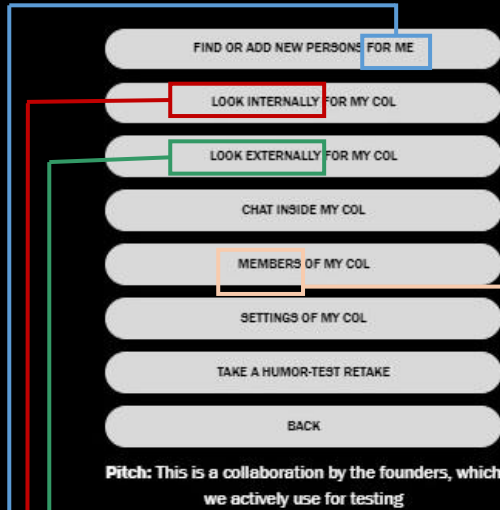 FIND OR ADD NEW PERSONS FOR ME
LOOK INTERNALLY FOR MY COL
LOOK EXTERNALLY FOR MY COL
CHAT INSIDE MY COL
MEMBERS OF MY COL
SETTINGS OF MY COL
TAKE A HUMOR-TEST RETAKE
BACK
Pitch: This is a collaboration by the founders, which
we actively use for testing